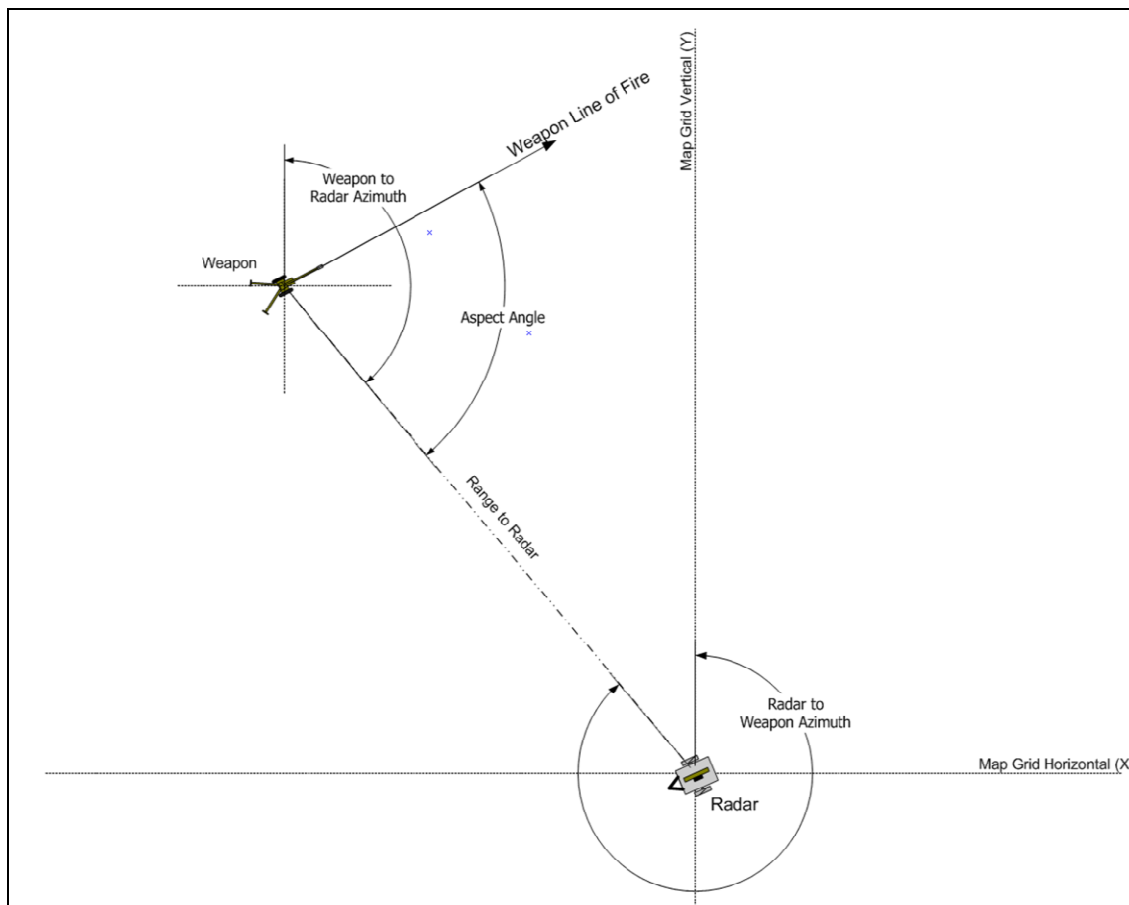 Map Grid Vertical (Y)
Weapon Line of Fire
Weapon to
Radar Azimuth
Weapon
Aspect Angle
Range to Radar
Radar to
Weapon Azimuth
Map Grid Horizontal (X
Radar